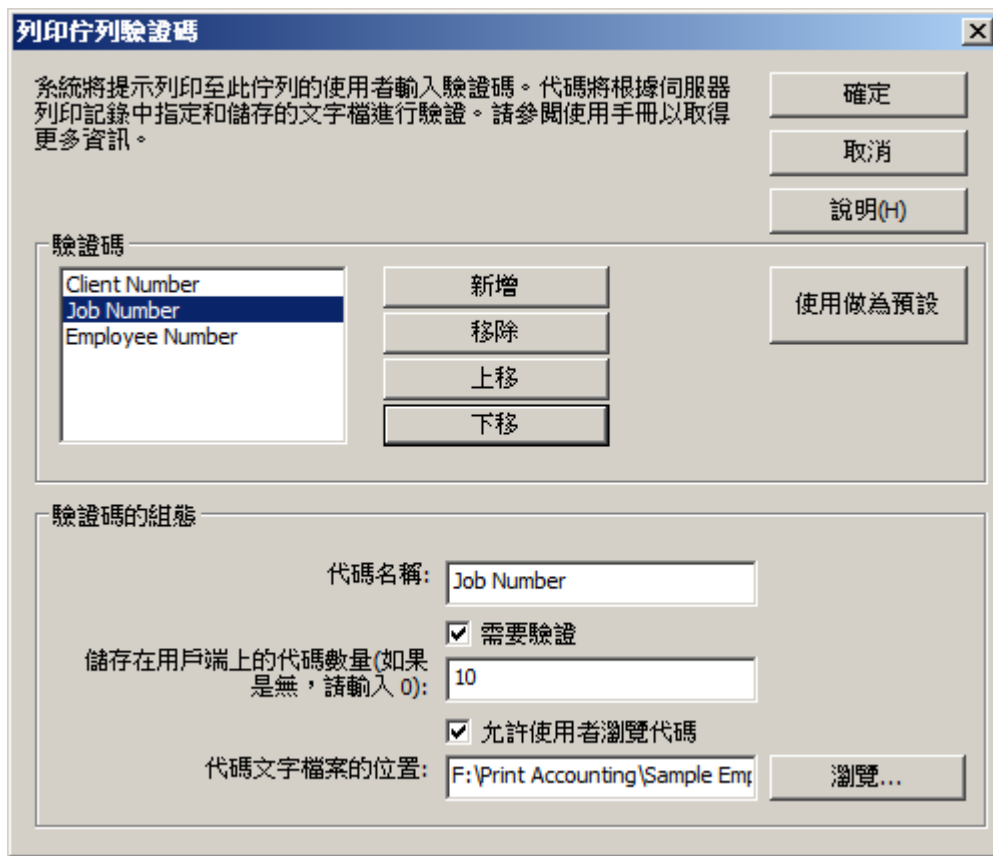 列印佇列驗證碼
系統將提示列印至此佇列的使用者輸入驗證碼。代碼將根據伺服器
列印記錄中指定和儲存的文字檔進行驗證。請參閱使用手冊以取得
更多資訊。
確定
取消
說明(H)
驗證碼
Client Number
Job Number
Employee Number
新增
移除
上移
下移
使用做為預設
驗證碼的組態
代碼名稱:
Job Number
需要驗證
儲存在用戶端上的代碼數量(如果
是無，請輸入 0):
10
允許使用者瀏覽代碼
代碼文字檔案的位置:
F:\Print Accounting\Sample Emp
瀏覽...